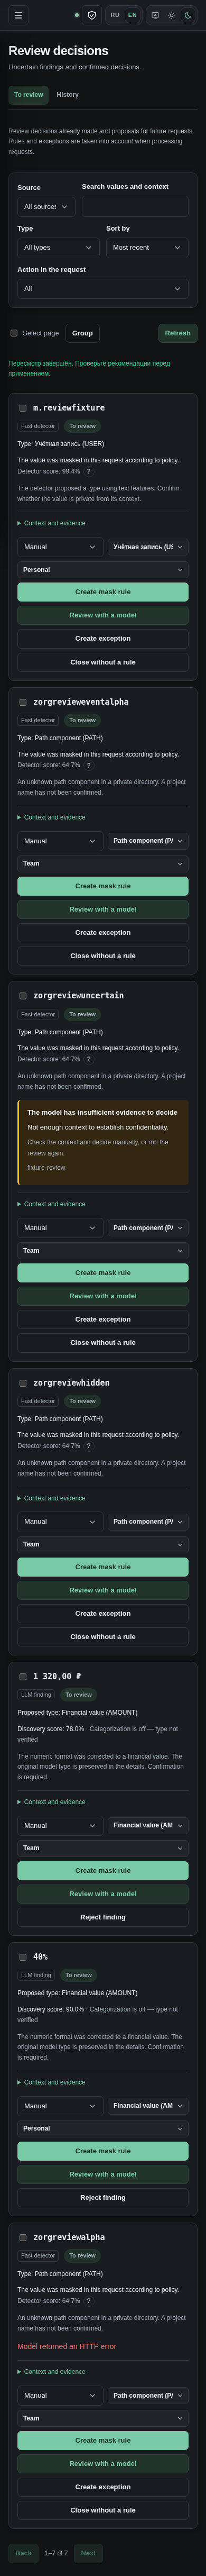 RU EN
Review decisions
Uncertain findings and confirmed decisions.
To review History
Review decisions already made and proposals for future requests.
Rules and exceptions are taken into account when processing
requests.
Source Search values and context
All sources
Type Sort by
All types Most recent
Action in the request
All
Select page Group Refresh
Пересмотр завершён. Проверьте рекомендации перед
применением.
m.reviewfixture
Fast detector To review
Type: Учётная запись (USER)
The value was masked in this request according to policy.
Detector score: 99.4% ?
The detector proposed a type using text features. Confirm
whether the value is private from its context.
Context and evidence
Manual Учётная запись (US
Personal
Create mask rule
Review with a model
Create exception
Close without a rule
zorgrevieweventalpha
Fast detector To review
Type: Path component (PATH)
The value was masked in this request according to policy.
Detector score: 64.7% ?
An unknown path component in a private directory. A project
name has not been confirmed.
Context and evidence
Manual Path component (PA
Team
Create mask rule
Review with a model
Create exception
Close without a rule
zorgreviewuncertain
Fast detector To review
Type: Path component (PATH)
The value was masked in this request according to policy.
Detector score: 64.7% ?
An unknown path component in a private directory. A project
name has not been confirmed.
The model has insufficient evidence to decide
Not enough context to establish confidentiality.
Check the context and decide manually, or run the
review again.
fixture-review
Context and evidence
Manual Path component (PA
Team
Create mask rule
Review with a model
Create exception
Close without a rule
zorgreviewhidden
Fast detector To review
Type: Path component (PATH)
The value was masked in this request according to policy.
Detector score: 64.7% ?
An unknown path component in a private directory. A project
name has not been confirmed.
Context and evidence
Manual Path component (PA
Team
Create mask rule
Review with a model
Create exception
Close without a rule
1 320,00 ₽
LLM finding To review
Proposed type: Financial value (AMOUNT)
Discovery score: 78.0% · Categorization is off — type not
verified
The numeric format was corrected to a financial value. The
original model type is preserved in the details. Confirmation
is required.
Context and evidence
Manual Financial value (AM
Team
Create mask rule
Review with a model
Reject finding
40%
LLM finding To review
Proposed type: Financial value (AMOUNT)
Discovery score: 90.0% · Categorization is off — type not
verified
The numeric format was corrected to a financial value. The
original model type is preserved in the details. Confirmation
is required.
Context and evidence
Manual Financial value (AM
Personal
Create mask rule
Review with a model
Reject finding
zorgreviewalpha
Fast detector To review
Type: Path component (PATH)
The value was masked in this request according to policy.
Detector score: 64.7% ?
An unknown path component in a private directory. A project
name has not been confirmed.
Model returned an HTTP error
Context and evidence
Manual Path component (PA
Team
Create mask rule
Review with a model
Create exception
Close without a rule
Back 1–7 of 7 Next